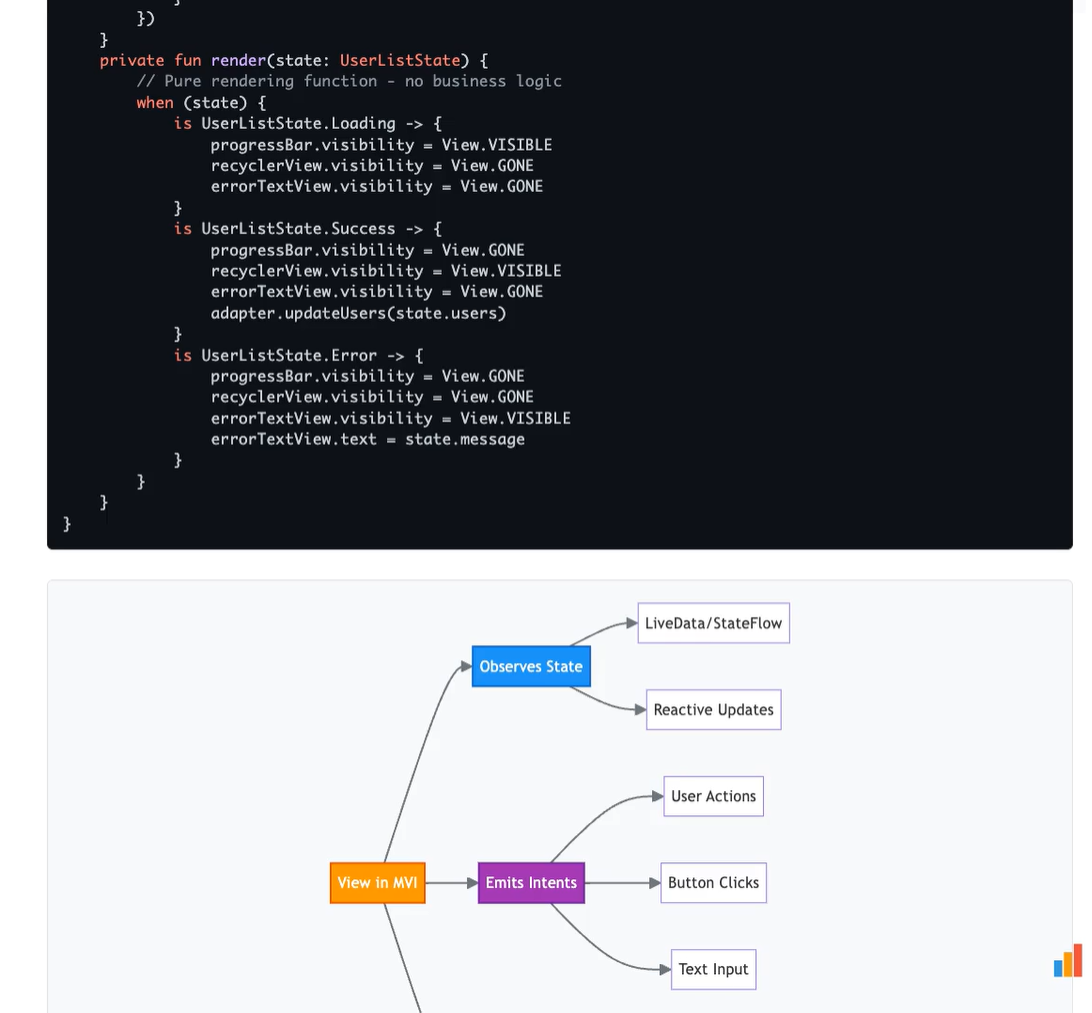 })
}
private fun render(state: UserListState) {
// Pure rendering function - no business logic
when (state) {
is UserListState.Loading -> {
progressBar.visibility = View.VISIBLE
recyclerView.visibility = View.GONE
errorTextView.visibility = View.GONE
}
is UserListState.Success -> {
progressBar.visibility = View.GONE
recyclerView.visibility = View.VISIBLE
errorTextView.visibility = View.GONE
adapter.updateUsers(state.users)
}
is UserListState.Error -> {
progressBar.visibility = View.GONE
recyclerView.visibility = View.GONE
errorTextView.visibility = View.VISIBLE
errorTextView.text = state.message
}
}
}
}
LiveData/StateFlow
Observes State
Reactive Updates
User Actions
View in MVI
Emits Intents
Button Clicks
Text Input